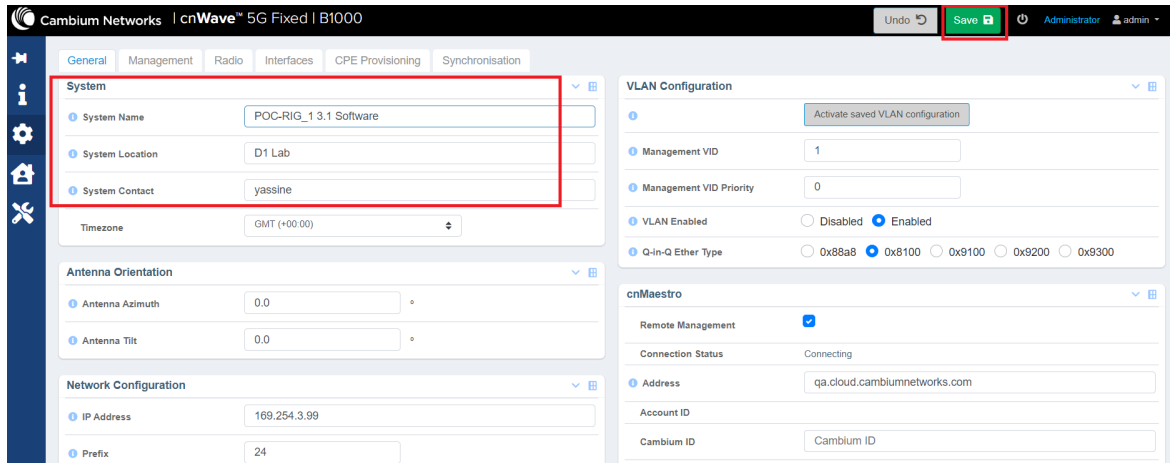 Cambium Networks | cnWave™ 5G Fixed | B1000
Undo Save Administrator admin
General Management Radio Interfaces CPE Provisioning Synchronisation
System
System Name POC-RIG_1 3.1 Software
System Location D1 Lab
System Contact yassine
Timezone GMT (+00:00)
Antenna Orientation
Antenna Azimuth 0.0 °
Antenna Tilt 0.0 °
Network Configuration
IP Address 169.254.3.99
Prefix 24
VLAN Configuration
Activate saved VLAN configuration
Management VID 1
Management VID Priority 0
VLAN Enabled Disabled Enabled
Q-in-Q Ether Type 0x88a8 0x8100 0x9100 0x9200 0x9300
cnMaestro
Remote Management
Connection Status Connecting
Address qa.cloud.cambiumnetworks.com
Account ID
Cambium ID Cambium ID